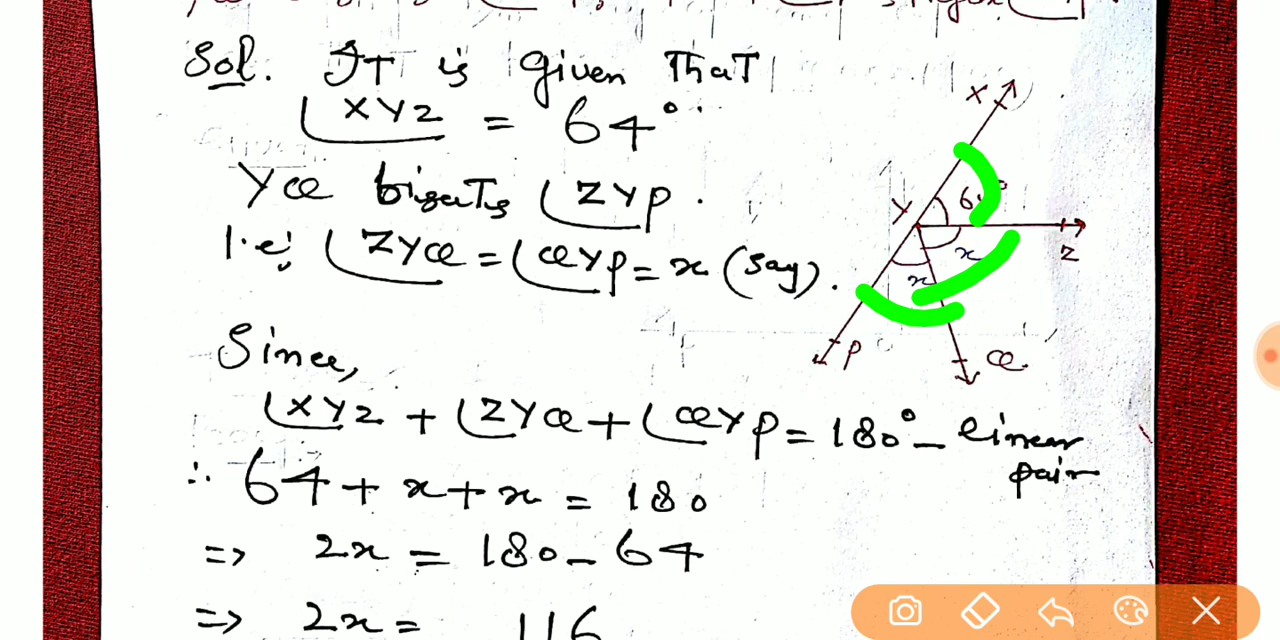 Sol. It is given that
∠XYZ = 64°
YQ bisects ∠ZYP.
i.e; ∠ZYQ = ∠QYP = x (say).
Since,
∠XYZ + ∠ZYQ + ∠QYP = 180° – linear
pair
∴ 64 + x + x = 180
=> 2x = 180 – 64
=> 2x = 116
X
Y
Z
x
x
P
Q